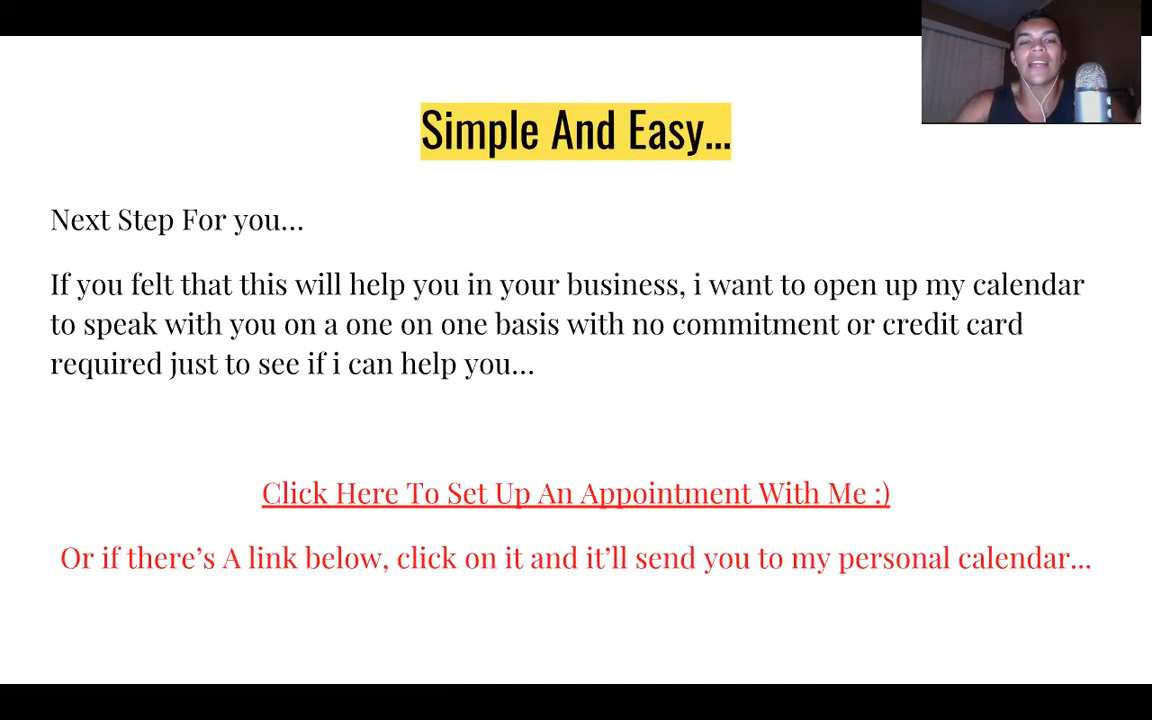 Simple And Easy...
Next Step For you...
If you felt that this will help you in your business, i want to open up my calendar
to speak with you on a one on one basis with no commitment or credit card
required just to see if i can help you...
Click Here To Set Up An Appointment With Me :)
Or if there’s A link below, click on it and it’ll send you to my personal calendar...